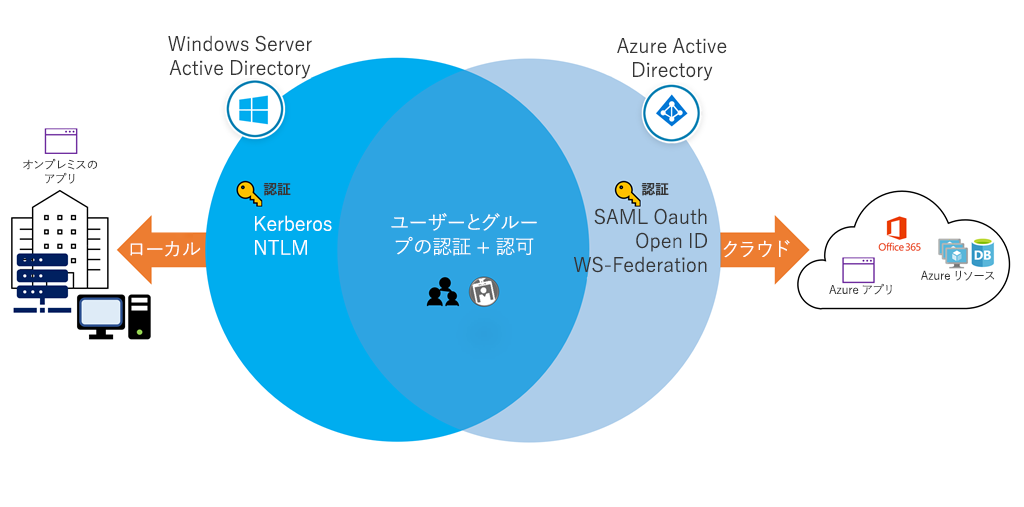 Windows Server
Active Directory
Azure Active
Directory
オンプレミスの
アプリ
認証
Kerberos
NTLM
ローカル
ユーザーとグルー
プの認証 + 認可
認証
SAML Oauth
Open ID
WS-Federation
クラウド
Office 365
DB
Azure リソース
Azure アプリ